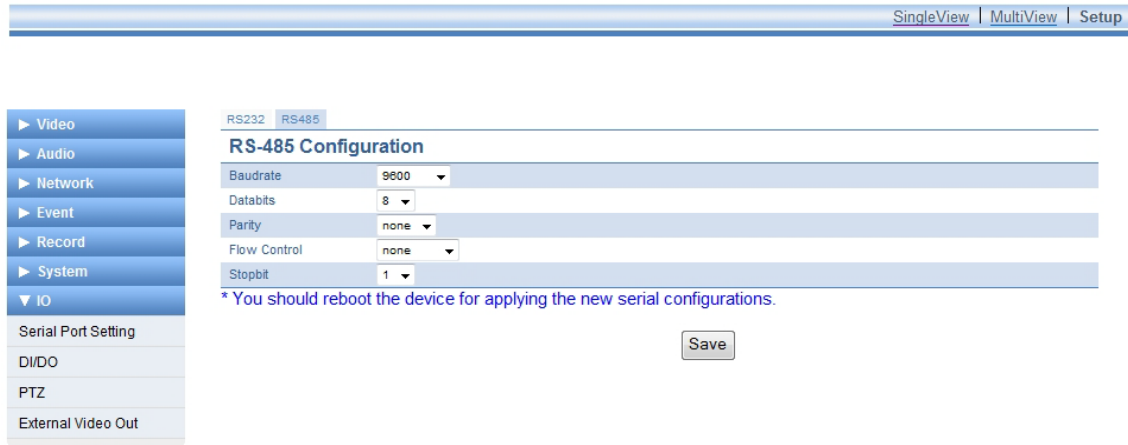 SingleView | MultiView | Setup
▶ Video
▶ Audio
▶ Network
▶ Event
▶ Record
▶ System
▼ IO
Serial Port Setting
DI/DO
PTZ
External Video Out
RS232 RS485
RS-485 Configuration
Baudrate 9600
Databits 8
Parity none
Flow Control none
Stopbit 1
* You should reboot the device for applying the new serial configurations.
Save